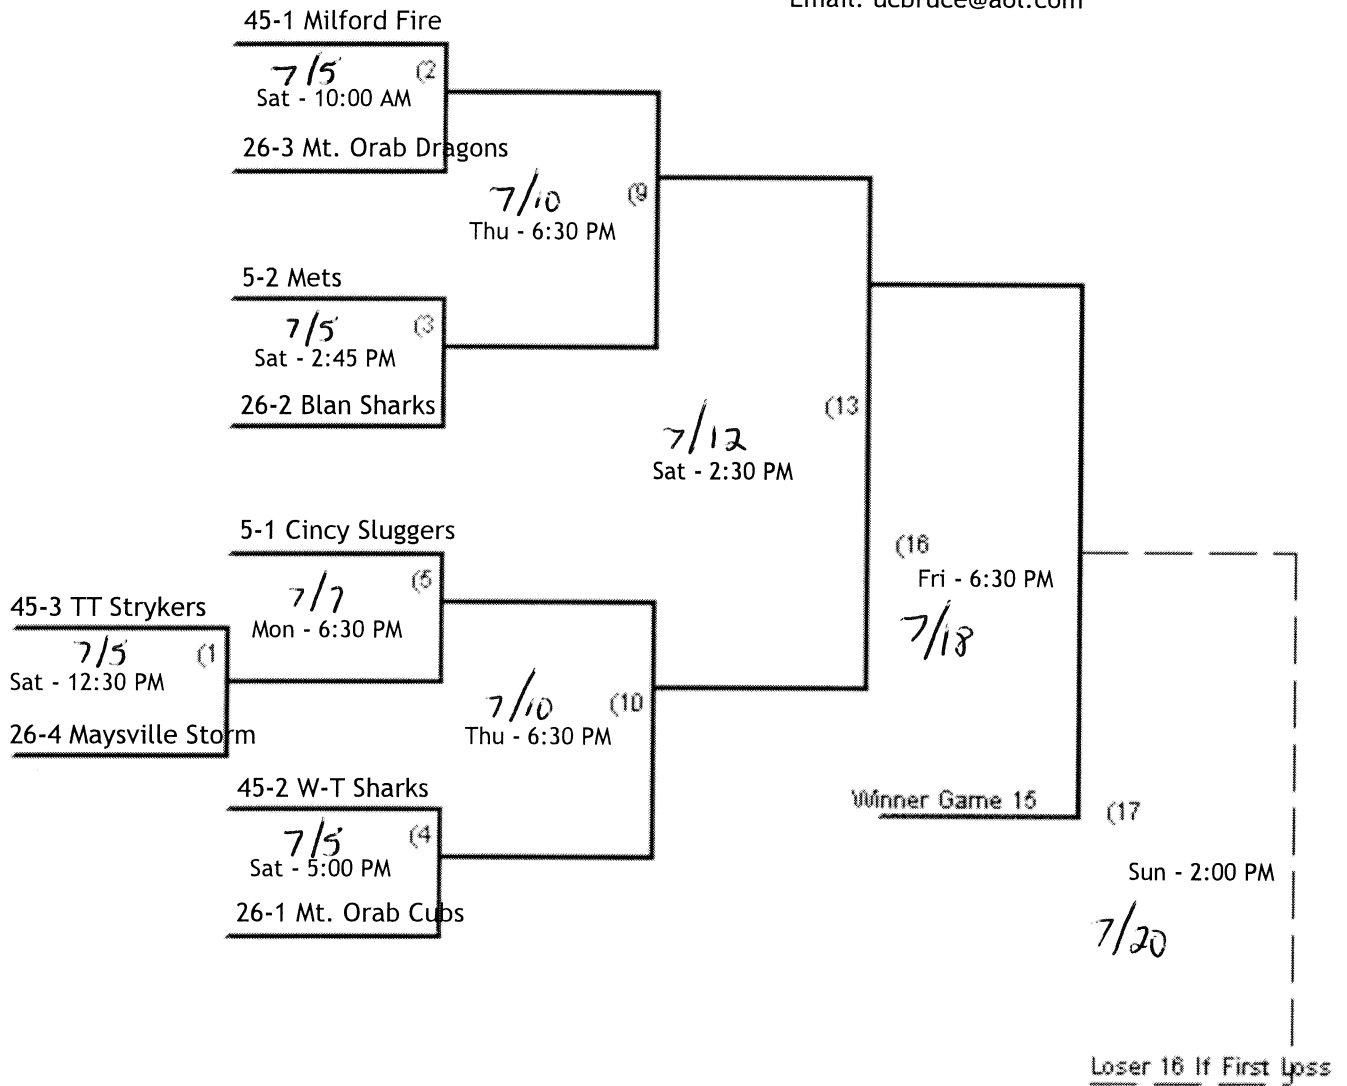 Email: ucbruce@aol.com
45-1 Milford Fire
7/5 (2
Sat - 10:00 AM
26-3 Mt. Orab Dragons
7/10 (9
Thu - 6:30 PM
5-2 Mets
7/5 (3
Sat - 2:45 PM
26-2 Blan Sharks
(13
7/12
Sat - 2:30 PM
5-1 Cincy Sluggers
(16
7/7 (5
Fri - 6:30 PM
45-3 TT Strykers
Mon - 6:30 PM
7/18
7/5 (1
Sat - 12:30 PM
7/10 (10
26-4 Maysville Storm
Thu - 6:30 PM
45-2 W-T Sharks
Winner Game 15
(17
7/5 (4
Sat - 5:00 PM
Sun - 2:00 PM
26-1 Mt. Orab Cubs
7/20
Loser 16 If First Loss